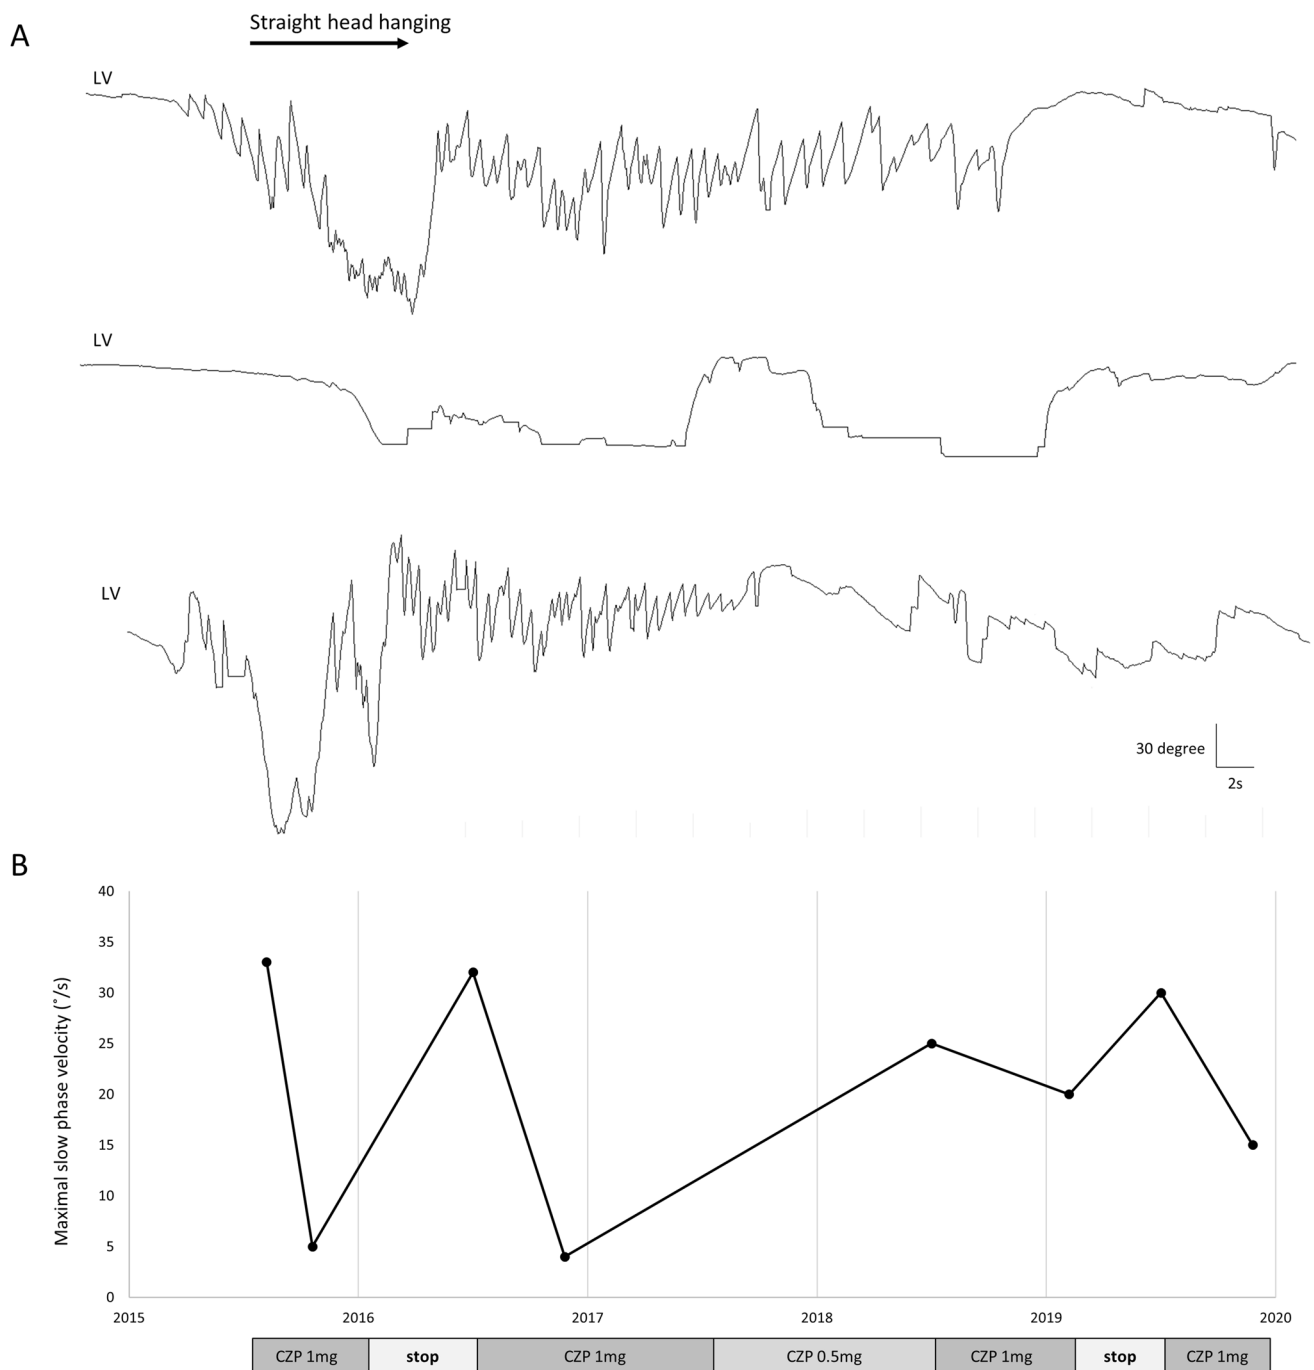 A
Straight head hanging
LV
LV
LV
30 degree
2s
B
Maximal slow phase velocity (˚/s)
40
35
30
25
20
15
10
5
0
2015 2016 2017 2018 2019 2020
CZP 1mg stop CZP 1mg CZP 0.5mg CZP 1mg stop CZP 1mg